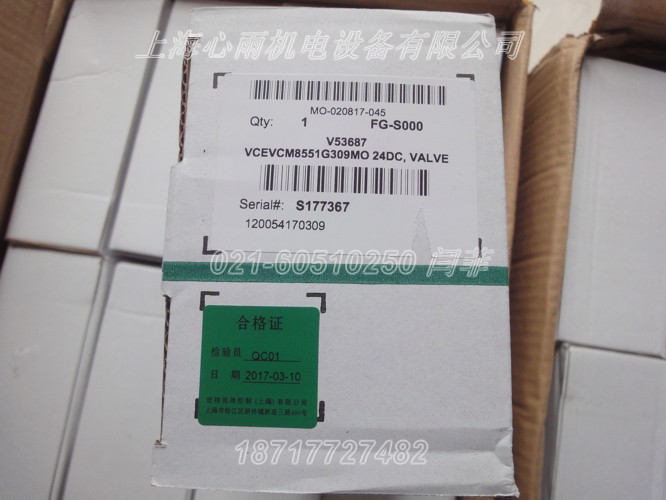 上海心雨机电设备有限公司
MO-020817-045
Qty: 1 FG-S000
V53687
VCEVCM8551G309MO 24DC, VALVE
Serial#: S177367
120054170309
021-60510250 闫菲
合格证
检验员 QC01
日 期 2017-03-10
18717727482